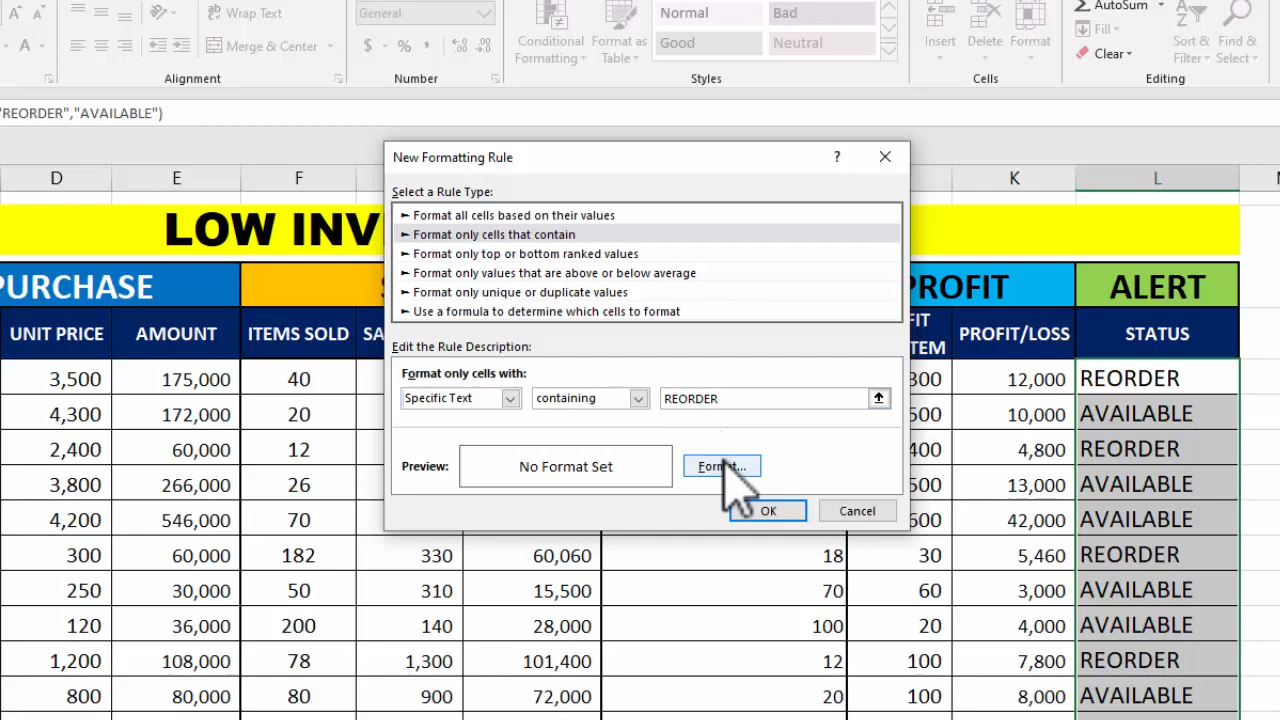 Wrap Text
General
AutoSum
Normal
Bad
Fill
Merge & Center
$ % ,
Conditional
Formatting
Format as
Table
Good
Neutral
Insert
Delete
Format
Clear
Sort &
Filter
Find &
Select
Alignment
Number
Styles
Cells
Editing
"REORDER","AVAILABLE")
New Formatting Rule
?
D E F K L
Select a Rule Type:
► Format all cells based on their values
► Format only cells that contain
► Format only top or bottom ranked values
► Format only values that are above or below average
► Format only unique or duplicate values
► Use a formula to determine which cells to format
Edit the Rule Description:
Format only cells with:
Specific Text
containing
REORDER
Preview:
No Format Set
Format...
OK
Cancel
LOW INV
PURCHASE
PROFIT
ALERT
UNIT PRICE AMOUNT ITEMS SOLD PROFIT/LOSS STATUS
3,500 175,000 40 300 12,000 REORDER
4,300 172,000 20 500 10,000 AVAILABLE
2,400 60,000 12 400 4,800 REORDER
3,800 266,000 26 500 13,000 AVAILABLE
4,200 546,000 70 600 42,000 AVAILABLE
300 60,000 182 330 60,060 18 30 5,460 REORDER
250 30,000 50 310 15,500 70 60 3,000 AVAILABLE
120 36,000 200 140 28,000 100 20 4,000 AVAILABLE
1,200 108,000 78 1,300 101,400 12 100 7,800 REORDER
800 80,000 80 900 72,000 20 100 8,000 AVAILABLE